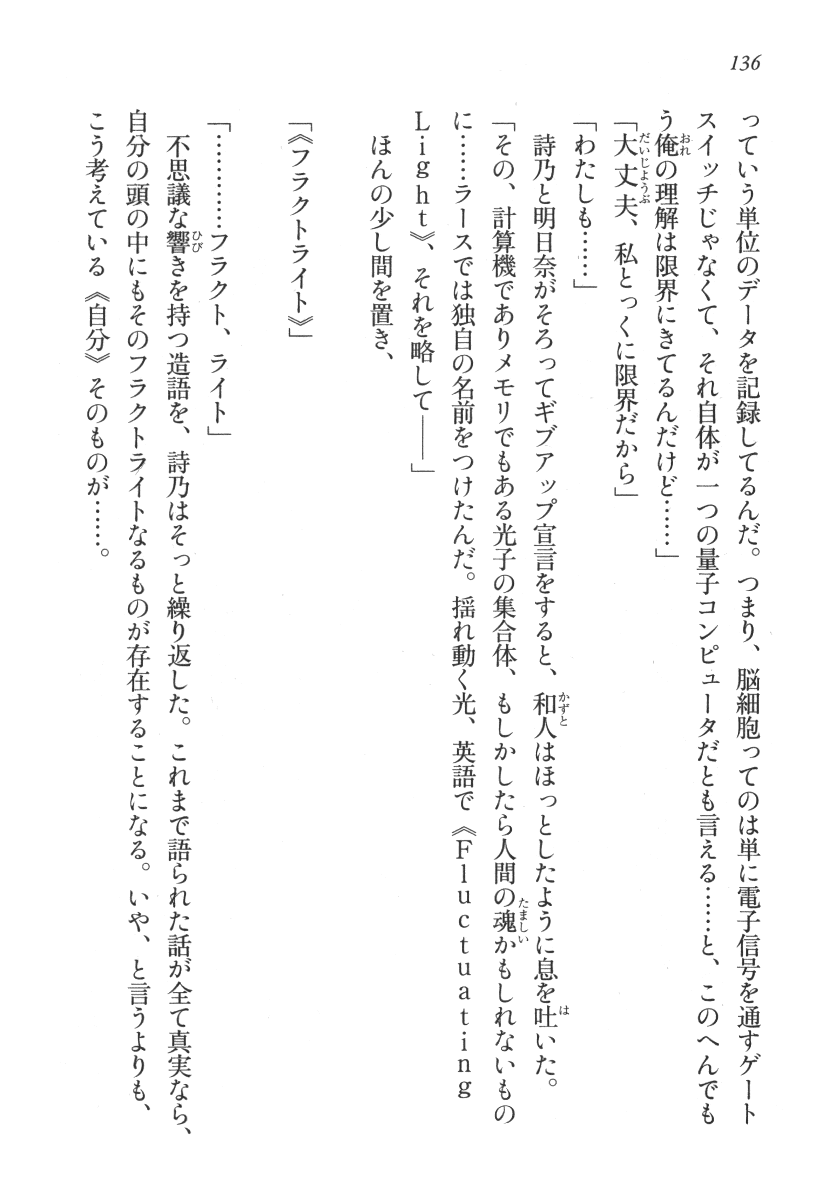 136
っていう単位のデータを記録してるんだ。つまり、脳細胞ってのは単に電子信号を通すゲート
スイッチじゃなくて、それ自体が一つの量子コンピュータだとも言える……と、このへんでも
う俺の理解は限界にきてるんだけど……」
「大丈夫、私とっくに限界だから」
「わたしも……」
詩乃と明日奈がそろってギブアップ宣言をすると、和人はほっとしたように息を吐いた。
「その、計算機でありメモリでもある光子の集合体、もしかしたら人間の魂かもしれないもの
に……ラースでは独自の名前をつけたんだ。揺れ動く光、英語で《Ｆｌｕｃｔｕａｔｉｎｇ
Ｌｉｇｈｔ》、それを略して――」
ほんの少し間を置き、
「《フラクトライト》」
「…………フラクト、ライト」
不思議な響きを持つ造語を、詩乃はそっと繰り返した。これまで語られた話が全て真実なら、
自分の頭の中にもそのフラクトライトなるものが存在することになる。いや、と言うよりも、
こう考えている《自分》そのものが……。